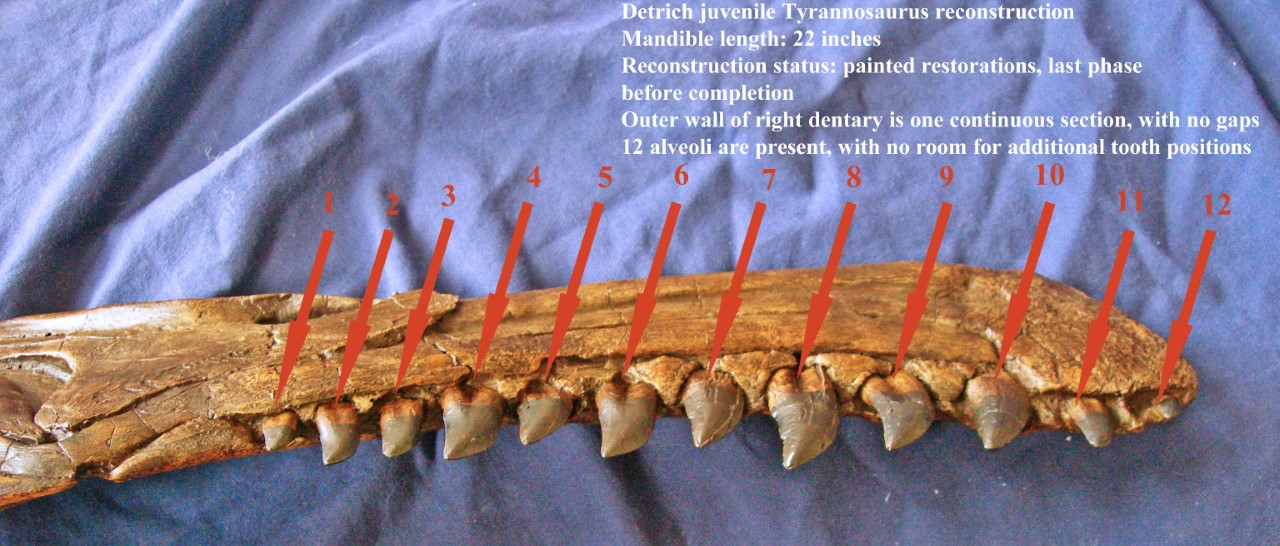 Detrich juvenile Tyrannosaurus reconstruction
Mandible length: 22 inches
Reconstruction status: painted restorations, last phase
before completion
Outer wall of right dentary is one continuous section, with no gaps
12 alveoli are present, with no room for additional tooth positions
1 2 3 4 5 6 7 8 9 10 11 12